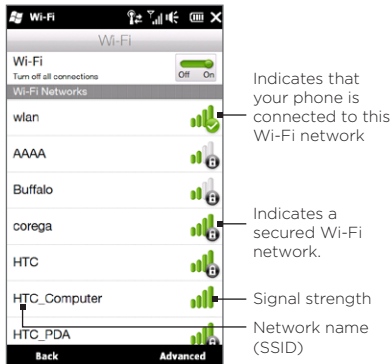 Wi-Fi
Wi-Fi
Wi-Fi
Turn off all connections
Off On
Wi-Fi Networks
wlan
AAAA
Buffalo
corega
HTC
HTC_Computer
HTC_PDA
Back Advanced
Indicates that
your phone is
connected to this
Wi-Fi network
Indicates a
secured Wi-Fi
network.
Signal strength
Network name
(SSID)